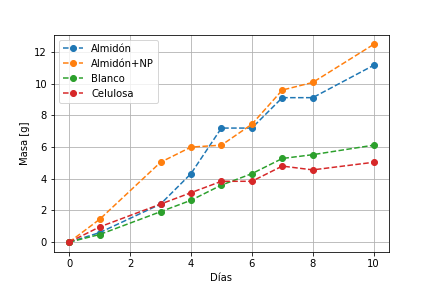 Almidón
Almidón+NP
Blanco
Celulosa
12
10
8
6
4
2
0
Masa [g]
0 2 4 6 8 10
Días